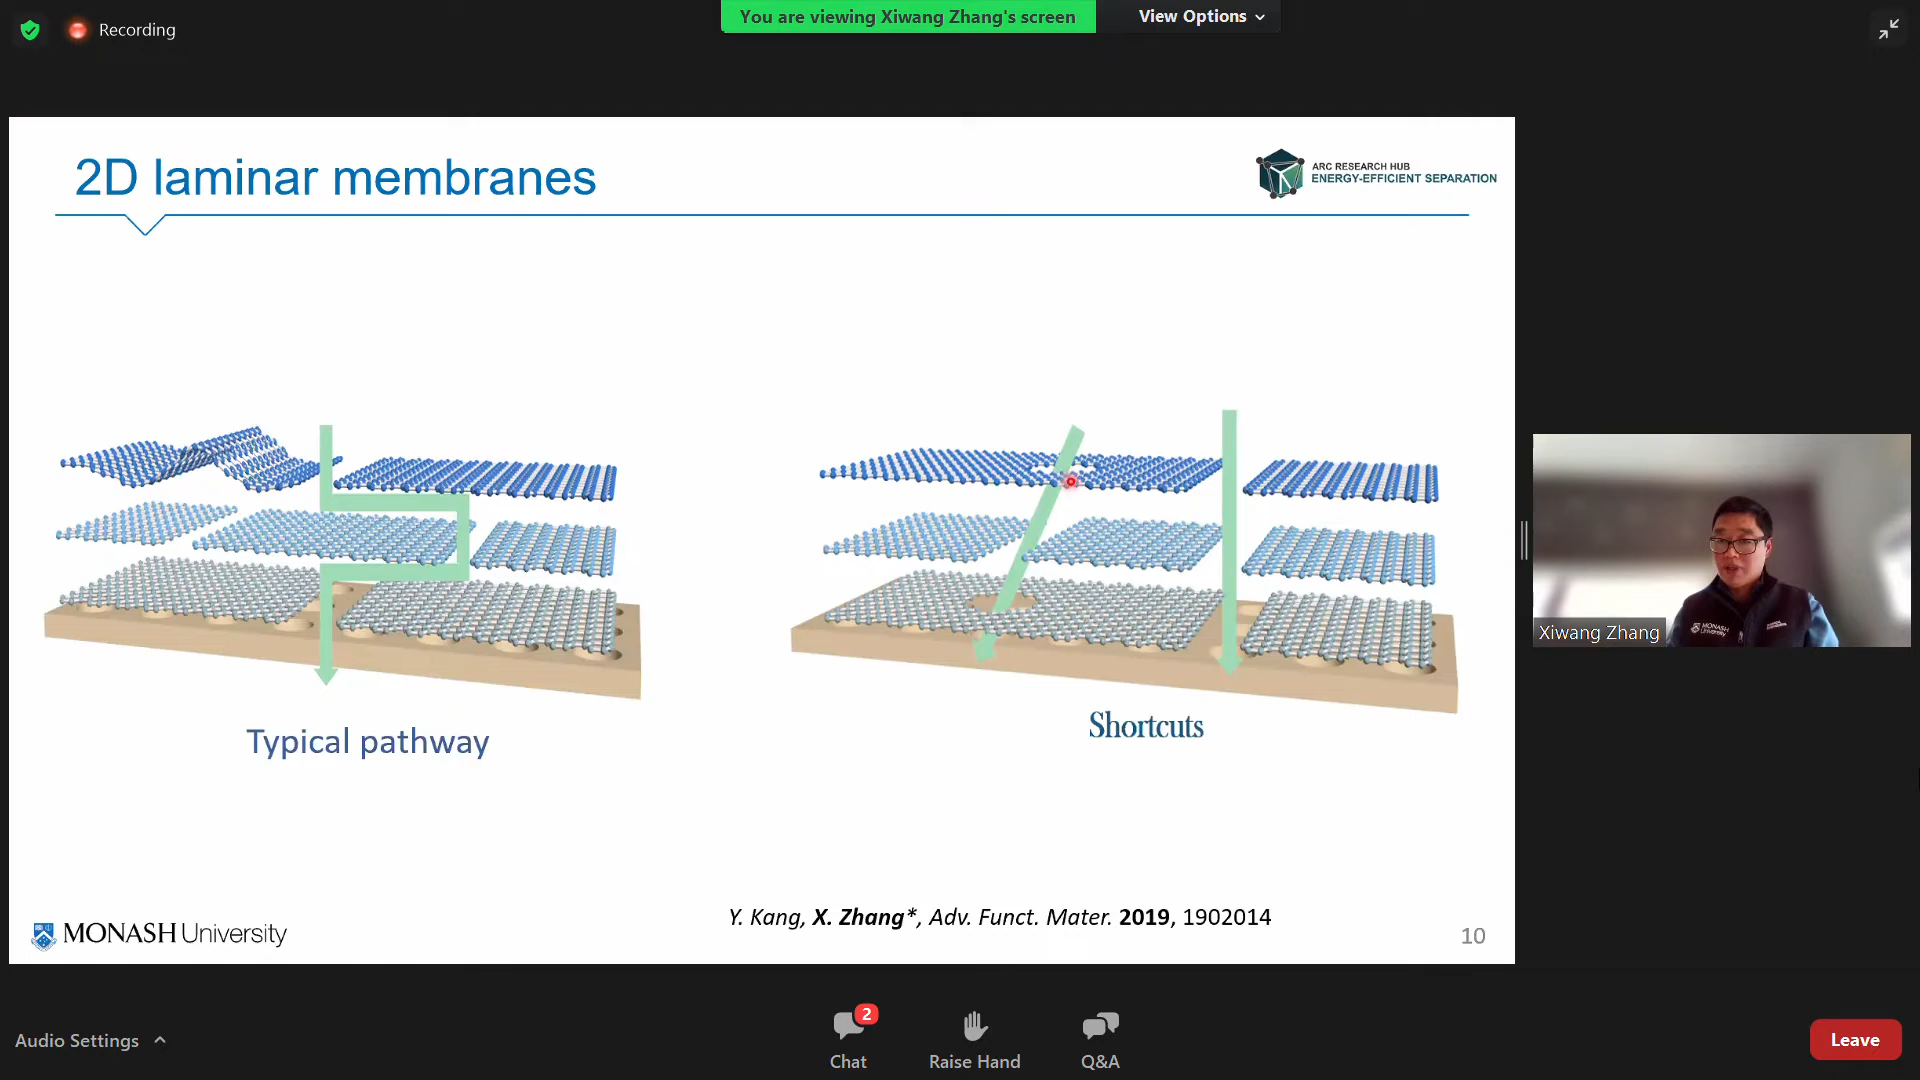 Recording
You are viewing Xiwang Zhang's screen
View Options
2D laminar membranes
ARC RESEARCH HUB
ENERGY-EFFICIENT SEPARATION
Typical pathway
Shortcuts
Y. Kang, X. Zhang*, Adv. Funct. Mater. 2019, 1902014
MONASH University
10
MONASH
University
Xiwang Zhang
Audio Settings
2
Chat
Raise Hand
Q&A
Leave